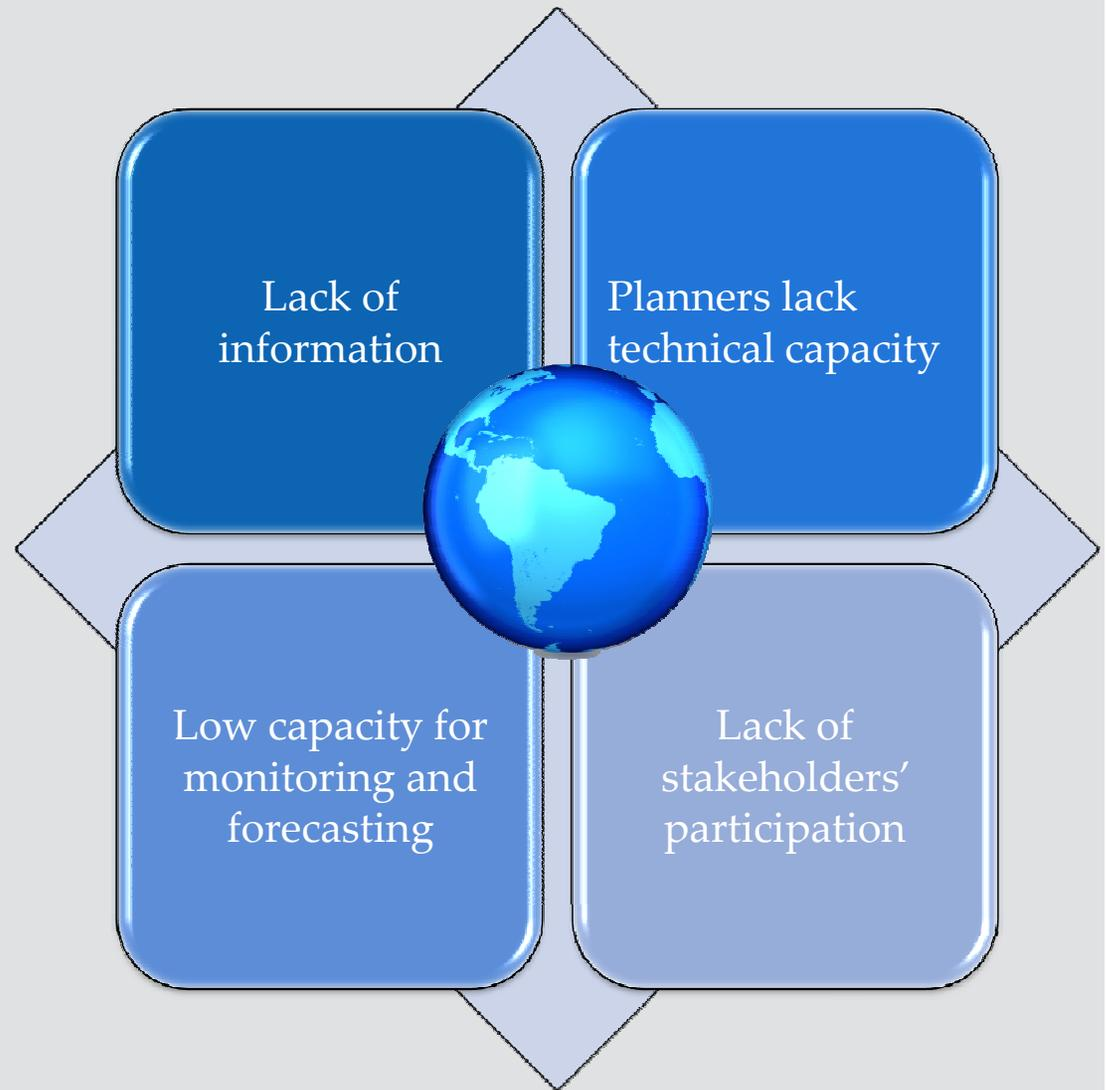 Lack of
information
Planners lack
technical capacity
Low capacity for
monitoring and
forecasting
Lack of
stakeholders’
participation